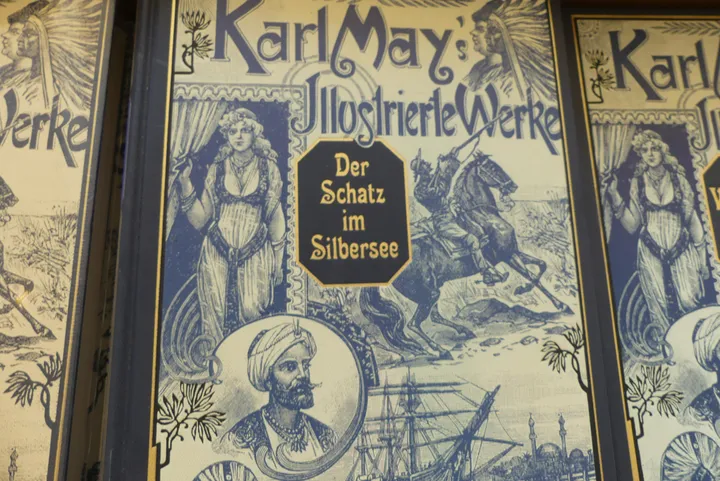 Karl May's
Illustrierte Werke
Der
Schatz
im
Silbersee
Werke
Karl